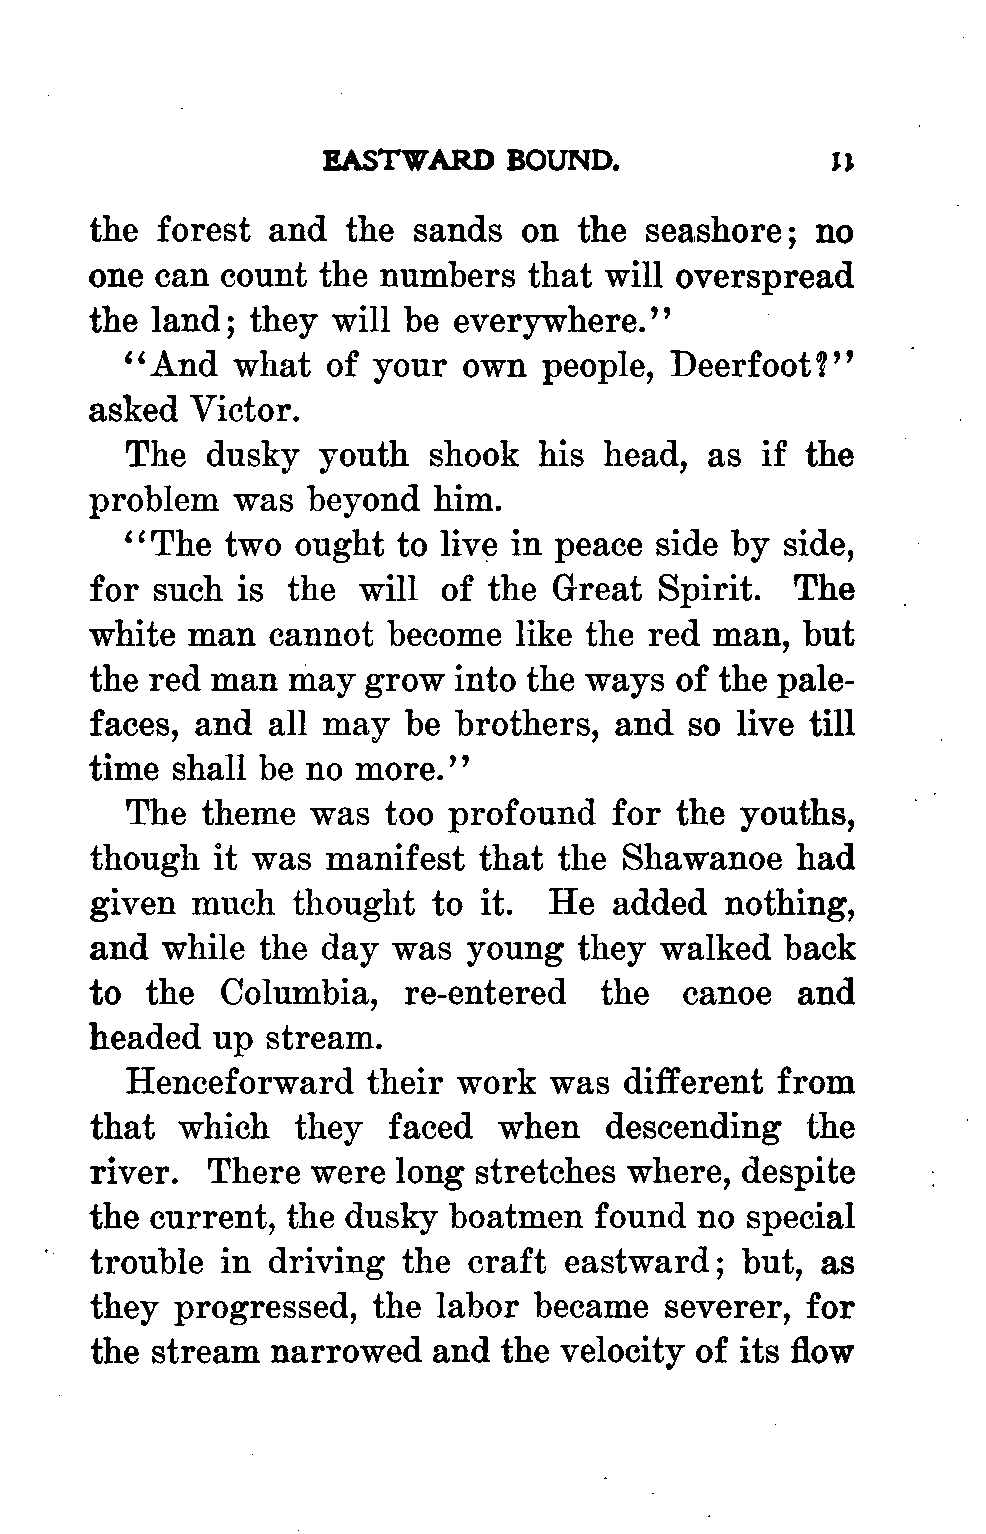 EASTWARD BOUND. 11
the forest and the sands on the seashore; no
one can count the numbers that will overspread
the land; they will be everywhere.''
``And what of your own people, Deerfoot?''
asked Victor.
The dusky youth shook his head, as if the
problem was beyond him.
``The two ought to live in peace side by side,
for such is the will of the Great Spirit. The
white man cannot become like the red man, but
the red man may grow into the ways of the pale-
faces, and all may be brothers, and so live till
time shall be no more.''
The theme was too profound for the youths,
though it was manifest that the Shawanoe had
given much thought to it. He added nothing,
and while the day was young they walked back
to the Columbia, re-entered the canoe and
headed up stream.
Henceforward their work was different from
that which they faced when descending the
river. There were long stretches where, despite
the current, the dusky boatmen found no special
trouble in driving the craft eastward; but, as
they progressed, the labor became severer, for
the stream narrowed and the velocity of its flow